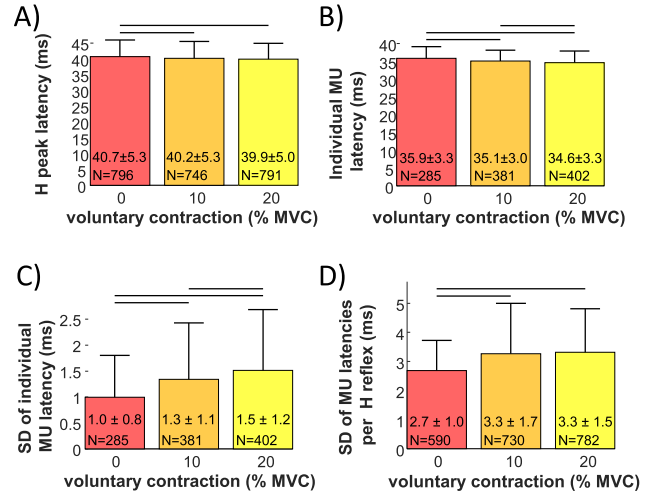 A)
H peak latency (ms)
45
40
35
30
25
20
15
10
5
0
40.7±5.3
N=796
40.2±5.3
N=746
39.9±5.0
N=791
0
10
20
voluntary contraction (% MVC)
B)
Individual MU
latency (ms)
40
35
30
25
20
15
10
5
0
35.9±3.3
N=285
35.1±3.0
N=381
34.6±3.3
N=402
0
10
20
voluntary contraction (% MVC)
C)
SD of individual
MU latency (ms)
2.5
2
1.5
1
0.5
0
1.0 ± 0.8
N=285
1.3 ± 1.1
N=381
1.5 ± 1.2
N=402
0
10
20
voluntary contraction (% MVC)
D)
SD of MU latencies
per H reflex (ms)
5
4
3
2
1
0
2.7 ± 1.0
N=590
3.3 ± 1.7
N=730
3.3 ± 1.5
N=782
0
10
20
voluntary contraction (% MVC)